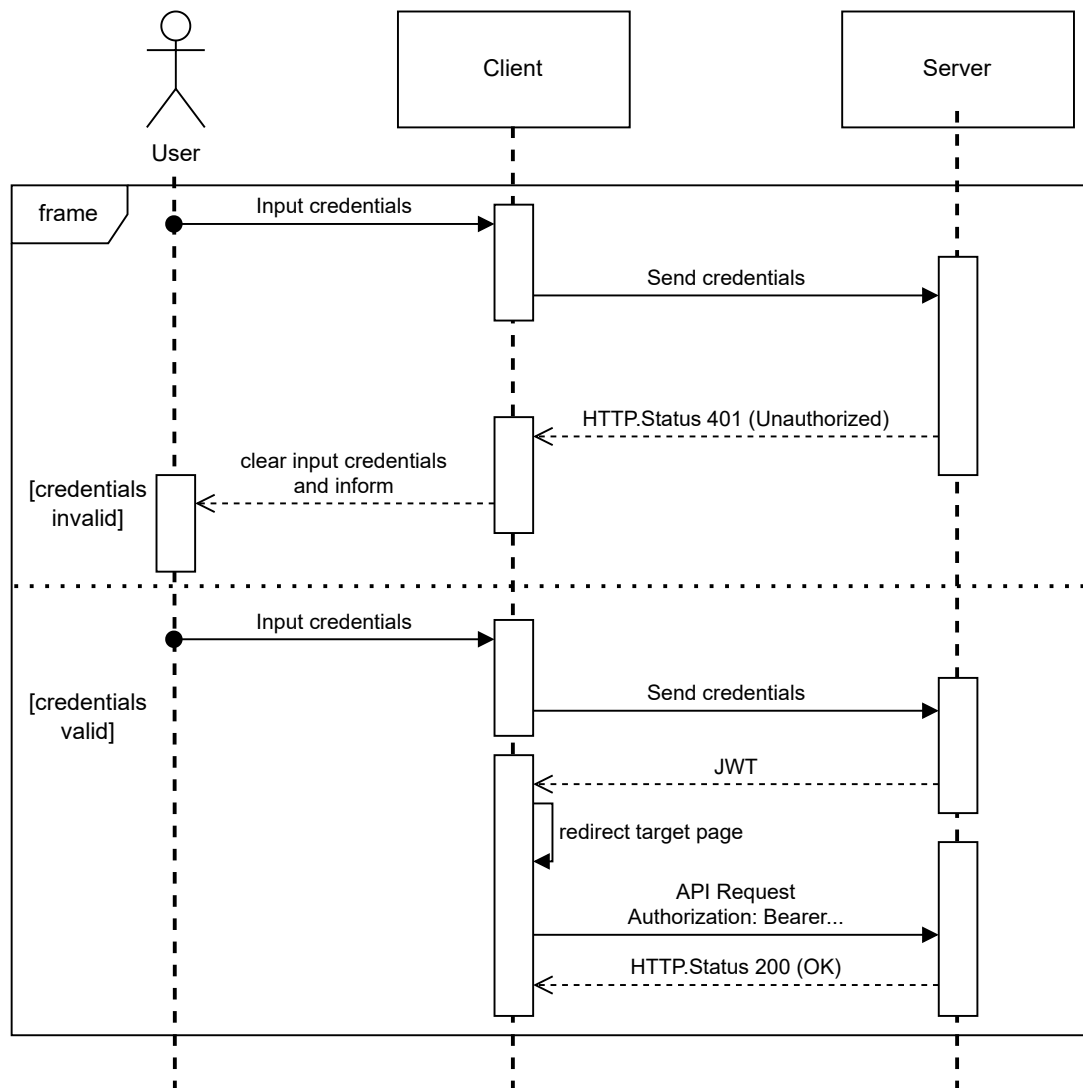 Client
Server
User
frame
Input credentials
Send credentials
HTTP.Status 401 (Unauthorized)
clear input credentials
and inform
[credentials
invalid]
Input credentials
Send credentials
[credentials
valid]
JWT
redirect target page
API Request
Authorization: Bearer...
HTTP.Status 200 (OK)